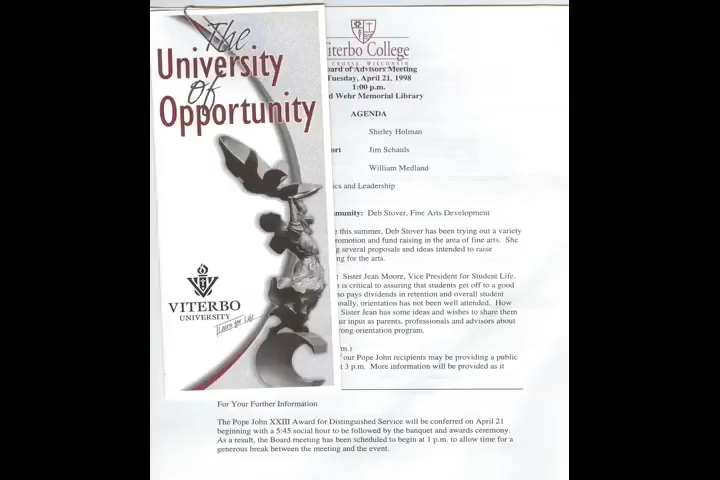 The
University
of
Opportunity
VITERBO
UNIVERSITY
Viterbo College
CROSSE, WISCONSIN
ard of Advisors Meeting
Tuesday, April 21, 1998
1:00 p.m.
d Wehr Memorial Library
AGENDA
Shirley Holman
ort Jim Schauls
William Medland
ics and Leadership
munity: Deb Stover, Fine Arts Development
e this summer, Deb Stover has been trying out a variety
romotion and fund raising in the area of fine arts. She
g several proposals and ideas intended to raise
ng for the arts.
: Sister Jean Moore, Vice President for Student Life.
n is critical to assuring that students get off to a good
so pays dividends in retention and overall student
onally, orientation has not been well attended. How
Sister Jean has some ideas and wishes to share them
ur input as parents, professionals and advisors about
rong orientation program.
m.)
our Pope John recipients may be providing a public
t 3 p.m. More information will be provided as it
For Your Further Information
The Pope John XXIII Award for Distinguished Service will be conferred on April 21
beginning with a 5:45 social hour to be followed by the banquet and awards ceremony.
As a result, the Board meeting has been scheduled to begin at 1 p.m. to allow time for a
generous break between the meeting and the event.